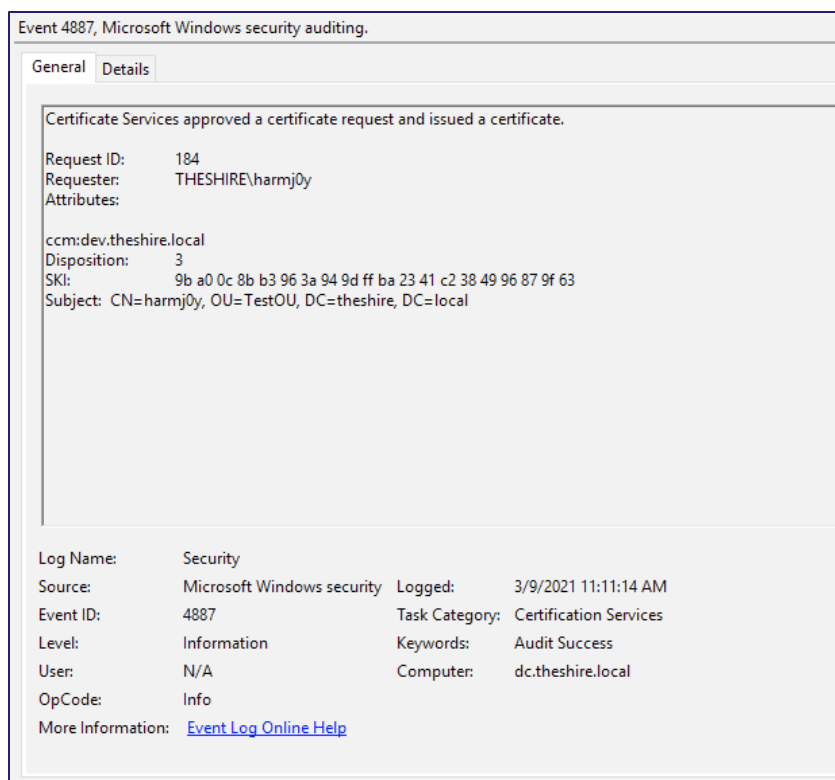 Event 4887, Microsoft Windows security auditing.
General Details
Certificate Services approved a certificate request and issued a certificate.
Request ID: 184
Requester: THESHIRE\harmj0y
Attributes:
ccm:dev.theshire.local
Disposition: 3
SKI: 9b a0 0c 8b b3 96 3a 94 9d ff ba 23 41 c2 38 49 96 87 9f 63
Subject: CN=harmj0y, OU=TestOU, DC=theshire, DC=local
Log Name: Security
Source: Microsoft Windows security Logged: 3/9/2021 11:11:14 AM
Event ID: 4887 Task Category: Certification Services
Level: Information Keywords: Audit Success
User: N/A Computer: dc.theshire.local
OpCode: Info
More Information: Event Log Online Help